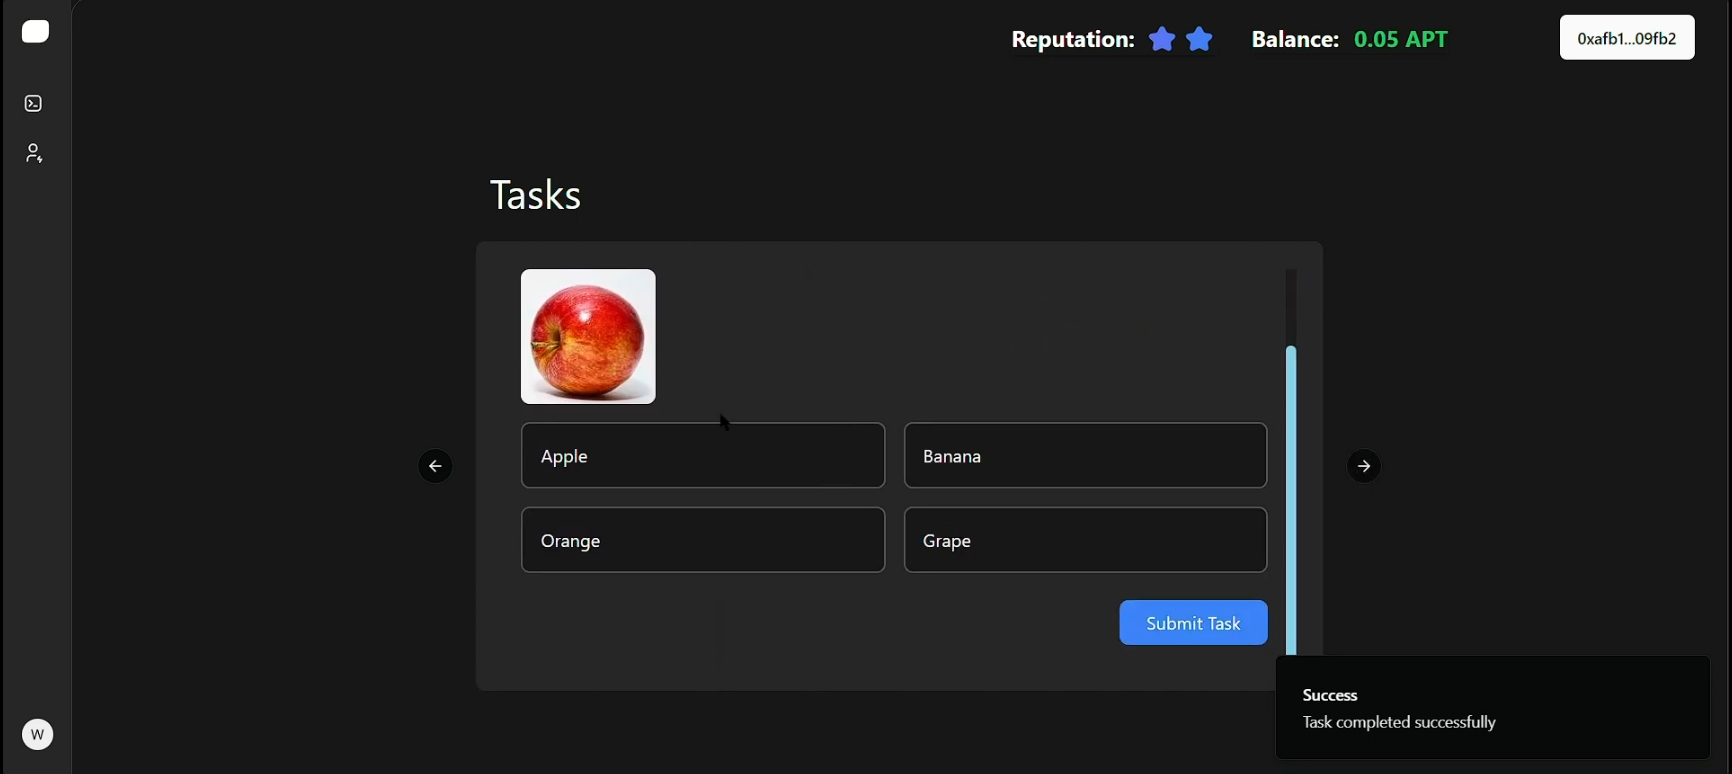 Reputation: Balance: 0.05 APT 0xafb1...09fb2
Tasks
Apple Banana
Orange Grape
Submit Task
Success
Task completed successfully
W